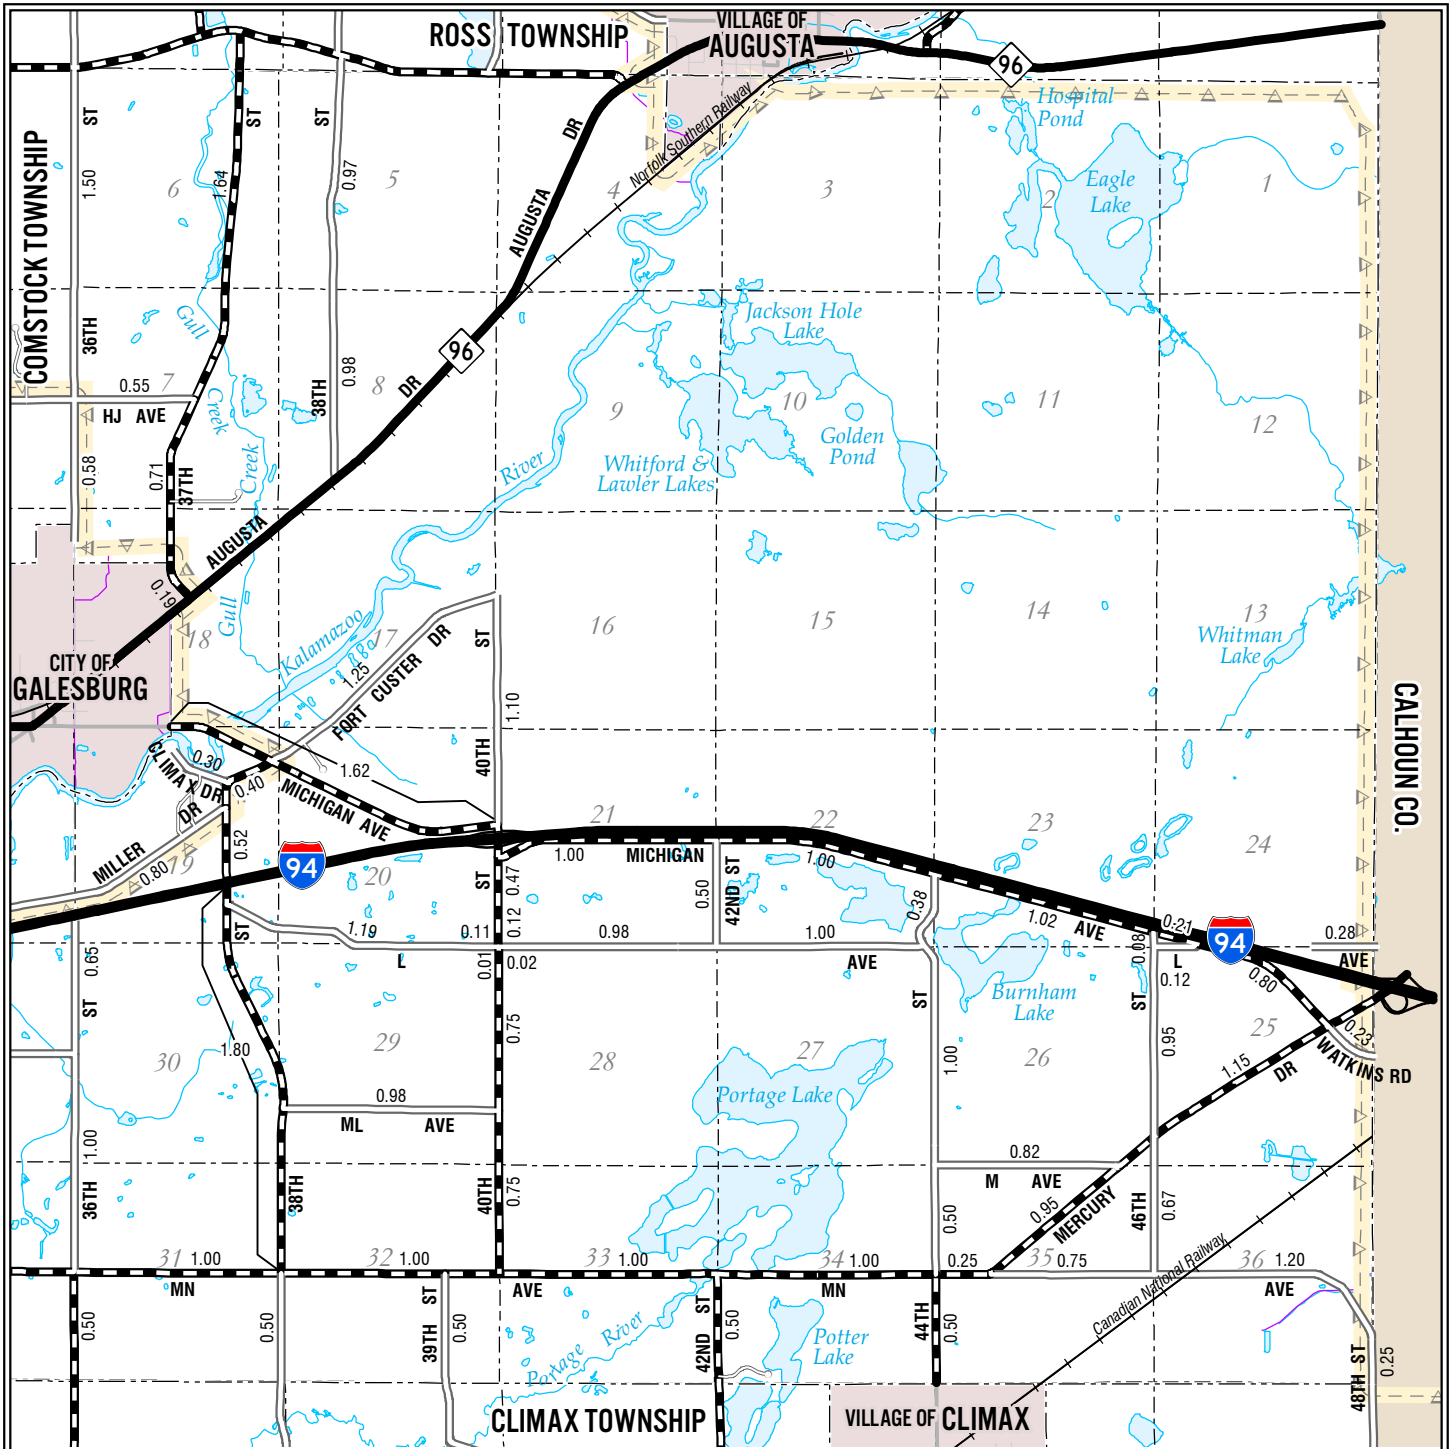 ROSS TOWNSHIP
VILLAGE OF
AUGUSTA
96
Hospital
Pond
COMSTOCK TOWNSHIP
ST
ST
ST
DR
Norfolk Southern Railway
1.50
1.64
0.97
6
5
4
3
2
1
Eagle
Lake
AUGUSTA
36TH
Gull
96
Jackson Hole
Lake
0.55
7
HJ AVE
Creek
38TH
0.98
8
DR
9
10
11
12
Golden
Pond
Whitford &
Lawler Lakes
River
0.58
0.71
37TH
Creek
AUGUSTA
0.19
18
Gull
Kalamazoo
17
16
15
14
13
Whitman
Lake
CITY OF
GALESBURG
1.25
FORT CUSTER DR
ST
1.10
40TH
CALHOUN CO.
CLIMAX DR
0.30
0.40
1.62
MICHIGAN AVE
MILLER DR
0.80
19
0.52
94
20
21
22
23
24
1.00
MICHIGAN
1.00
ST
0.47
0.50
42ND ST
0.38
1.02
AVE
0.21
94
0.28
AVE
ST
1.19
0.11
0.12
0.98
1.00
0.08
L
0.65
L
0.01
0.02
AVE
0.12
0.80
ST
ST
Burnham
Lake
ST
30
1.80
29
0.75
28
27
1.00
26
0.95
25
0.23
WATKINS RD
1.15
DR
Portage Lake
0.98
ML AVE
1.00
0.82
M AVE
36TH
38TH
40TH
0.75
0.50
0.95
MERCURY
46TH
0.67
31
1.00
32
1.00
33
1.00
34
1.00
0.25
35
0.75
36
1.20
MN
AVE
MN
AVE
Canadian National Railway
0.50
0.50
39TH ST
0.50
Portage River
42ND ST
0.50
Potter
Lake
44TH
0.50
48TH ST
0.25
CLIMAX TOWNSHIP
VILLAGE OF CLIMAX